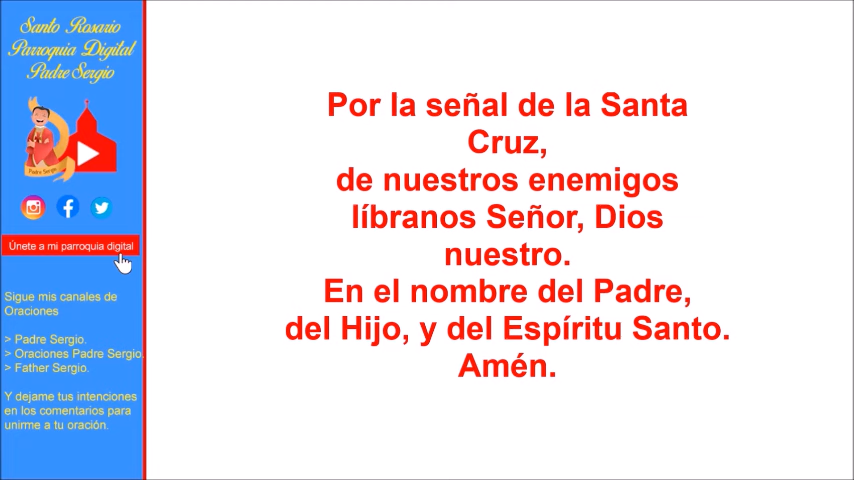 Santo Rosario
Parroquia Digital
Padre Sergio
Padre Sergio
Únete a mi parroquia digital
Sigue mis canales de
Oraciones
> Padre Sergio.
> Oraciones Padre Sergio.
> Father Sergio.
Y dejame tus intenciones
en los comentarios para
unirme a tu oración.
Por la señal de la Santa
Cruz,
de nuestros enemigos
líbranos Señor, Dios
nuestro.
En el nombre del Padre,
del Hijo, y del Espíritu Santo.
Amén.